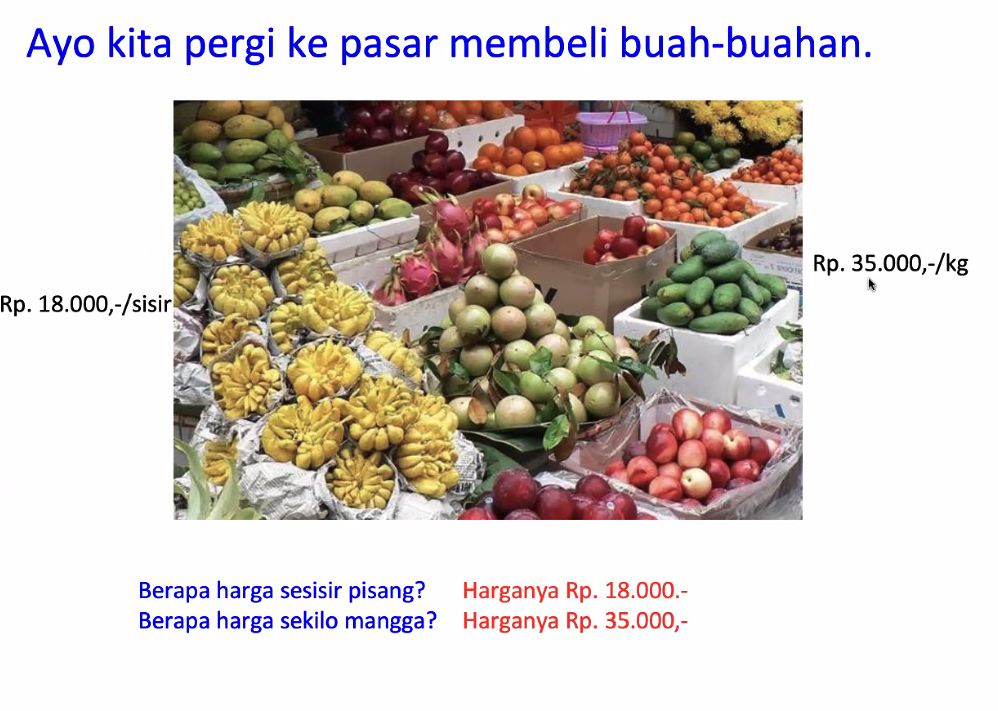 Ayo kita pergi ke pasar membeli buah-buahan.
Rp. 35.000,-/kg
Rp. 18.000,-/sisir
Berapa harga sesisir pisang? Harganya Rp. 18.000.-
Berapa harga sekilo mangga? Harganya Rp. 35.000,-